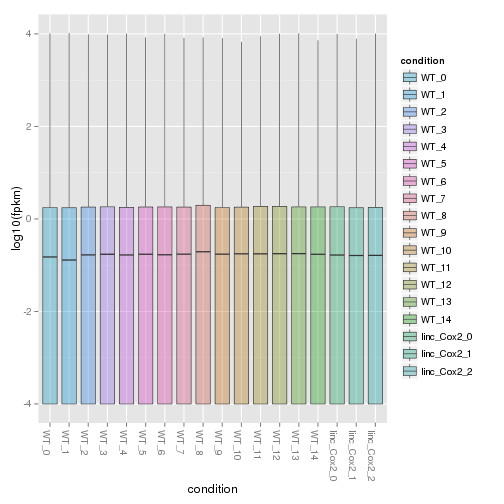 log10(fpkm)
4
2
0
-2
-4
WT_0
WT_1
WT_2
WT_3
WT_4
WT_5
WT_6
WT_7
WT_8
WT_9
WT_10
WT_11
WT_12
WT_13
WT_14
linc_Cox2_0
linc_Cox2_1
linc_Cox2_2
condition
condition
WT_0
WT_1
WT_2
WT_3
WT_4
WT_5
WT_6
WT_7
WT_8
WT_9
WT_10
WT_11
WT_12
WT_13
WT_14
linc_Cox2_0
linc_Cox2_1
linc_Cox2_2